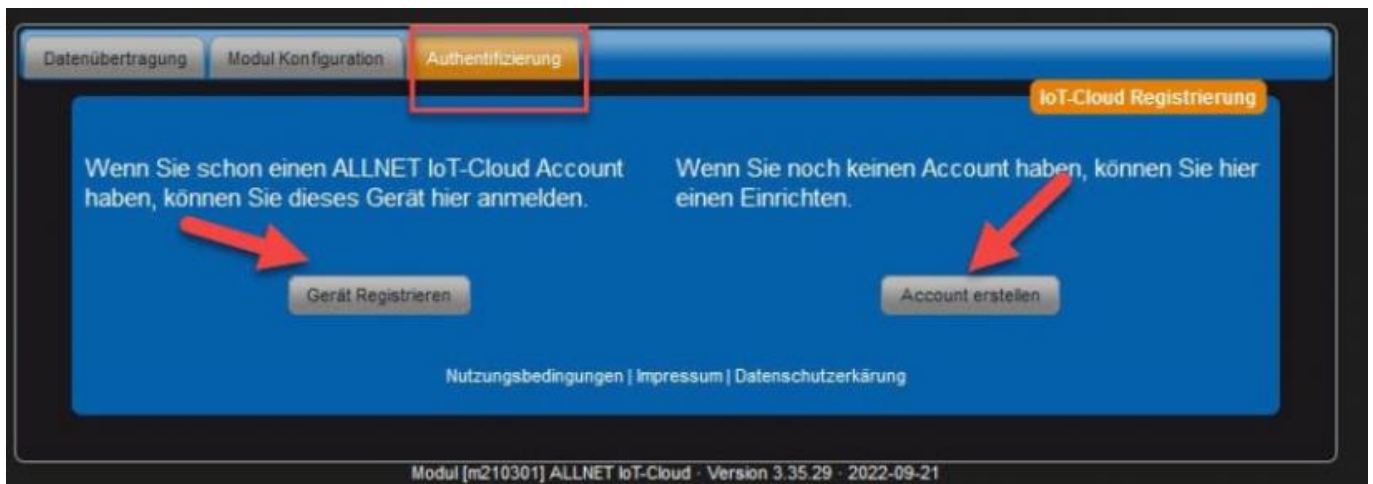 Datenübertragung Modul Konfiguration Authentifizierung
IoT-Cloud Registrierung
Wenn Sie schon einen ALLNET IoT-Cloud Account
haben, können Sie dieses Gerät hier anmelden.
Gerät Registrieren
Wenn Sie noch keinen Account haben, können Sie hier
einen Einrichten.
Account erstellen
Nutzungsbedingungen | Impressum | Datenschutzerkärung
Modul [m210301] ALLNET IoT-Cloud · Version 3.35.29 · 2022-09-21